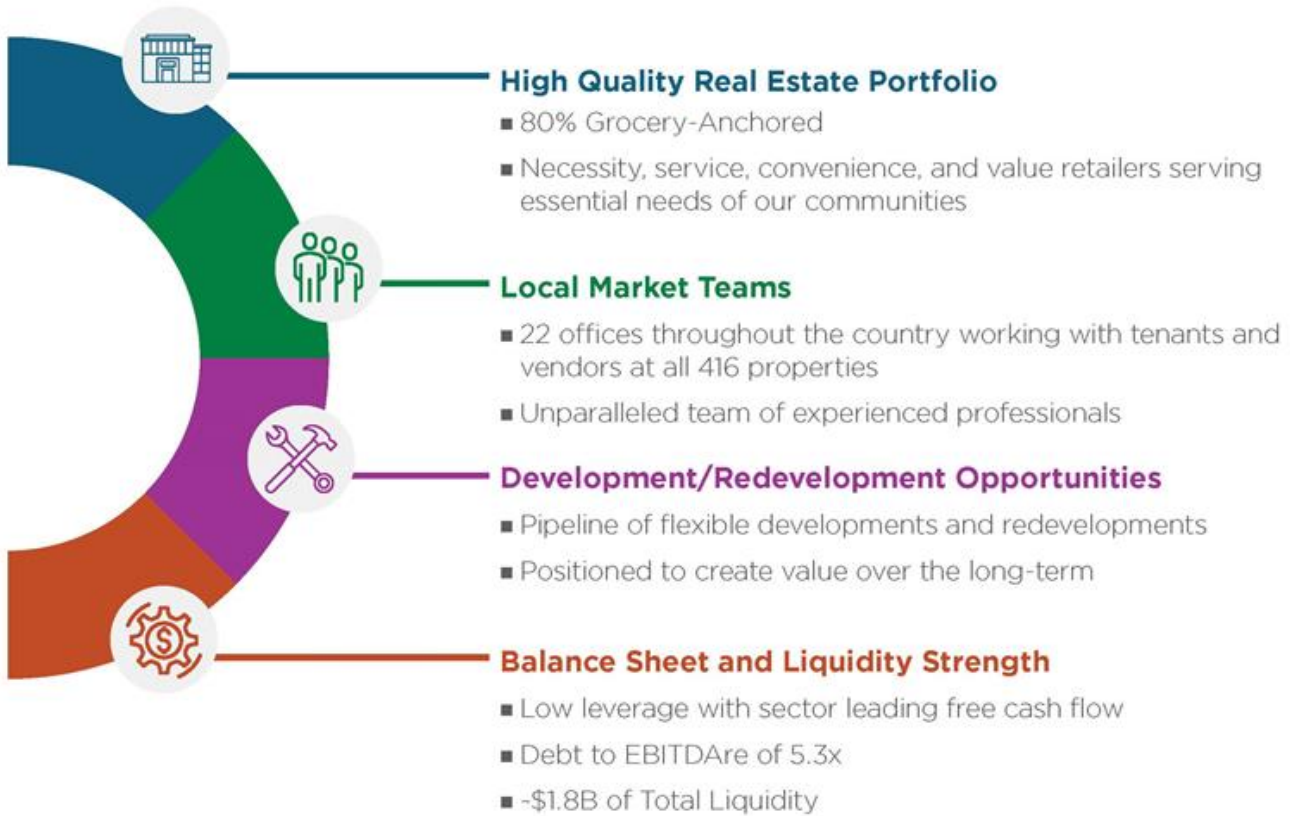 High Quality Real Estate Portfolio
▪ 80% Grocery-Anchored
▪ Necessity, service, convenience, and value retailers serving
essential needs of our communities
Local Market Teams
▪ 22 offices throughout the country working with tenants and
vendors at all 416 properties
▪ Unparalleled team of experienced professionals
Development/Redevelopment Opportunities
▪ Pipeline of flexible developments and redevelopments
▪ Positioned to create value over the long-term
$
Balance Sheet and Liquidity Strength
▪ Low leverage with sector leading free cash flow
▪ Debt to EBITDAre of 5.3x
▪ ~$1.8B of Total Liquidity